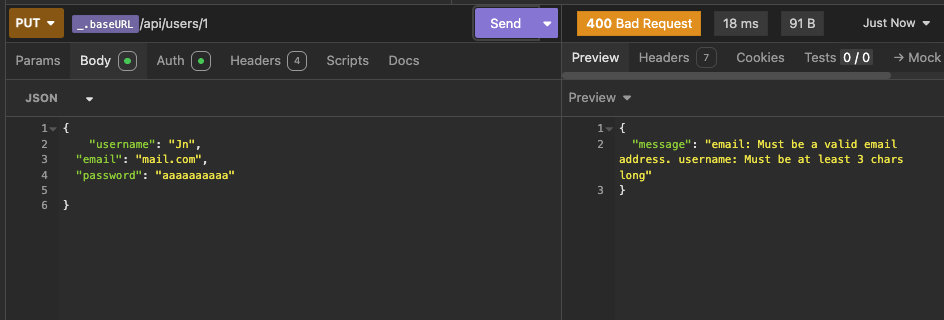 PUT _.baseURL /api/users/1 Send 400 Bad Request 18 ms 91 B Just Now
Params Body Auth Headers 4 Scripts Docs
Preview Headers 7 Cookies Tests 0 / 0 → Mock
JSON
Preview
1 {
2 "username": "Jn",
3 "email": "mail.com",
4 "password": "aaaaaaaaaa"
5
6 }
1 {
2 "message": "email: Must be a valid email
address. username: Must be at least 3 chars
long"
3 }